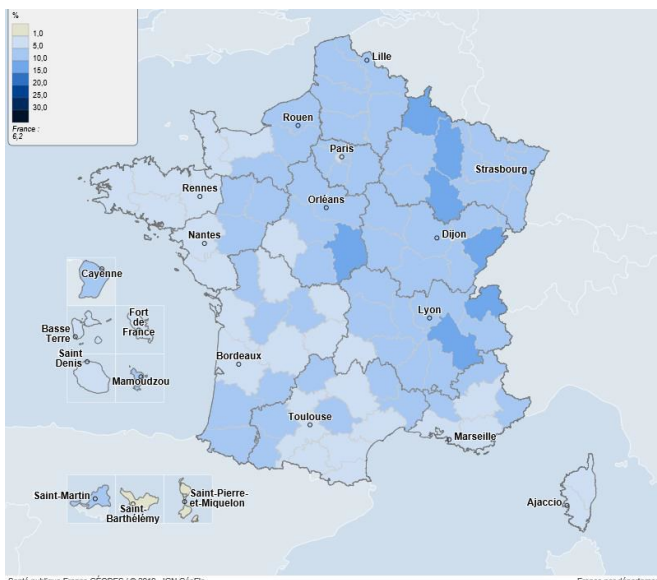 %
1,0
5,0
10,0
15,0
20,0
25,0
30,0
France :
6,2
Lille
Rouen
Paris
Strasbourg
Rennes
Orléans
Nantes
Dijon
Cayenne
Lyon
Fort
de
France
Basse
Terre
Saint
Denis
Bordeaux
Mamoudzou
Toulouse
Marseille
Saint-Martin
Saint-
Barthélémy
Saint-Pierre-
et-Miquelon
Ajaccio